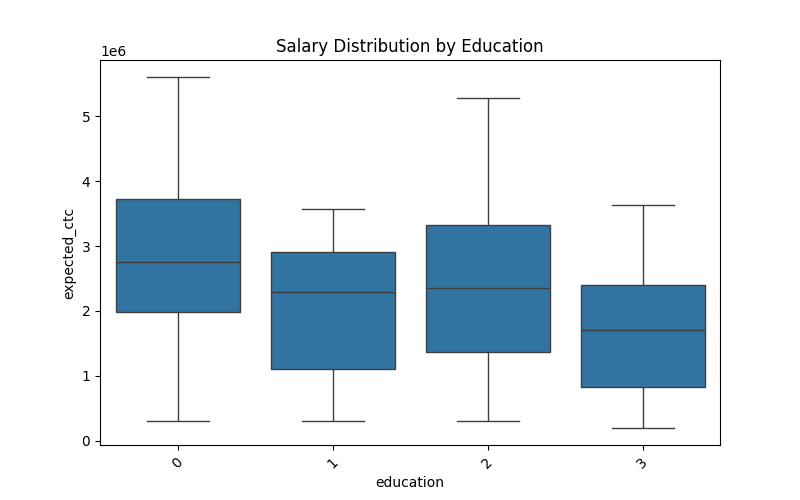 Salary Distribution by Education
1e6
5
4
3
2
1
0
expected_ctc
0 1 2 3
education